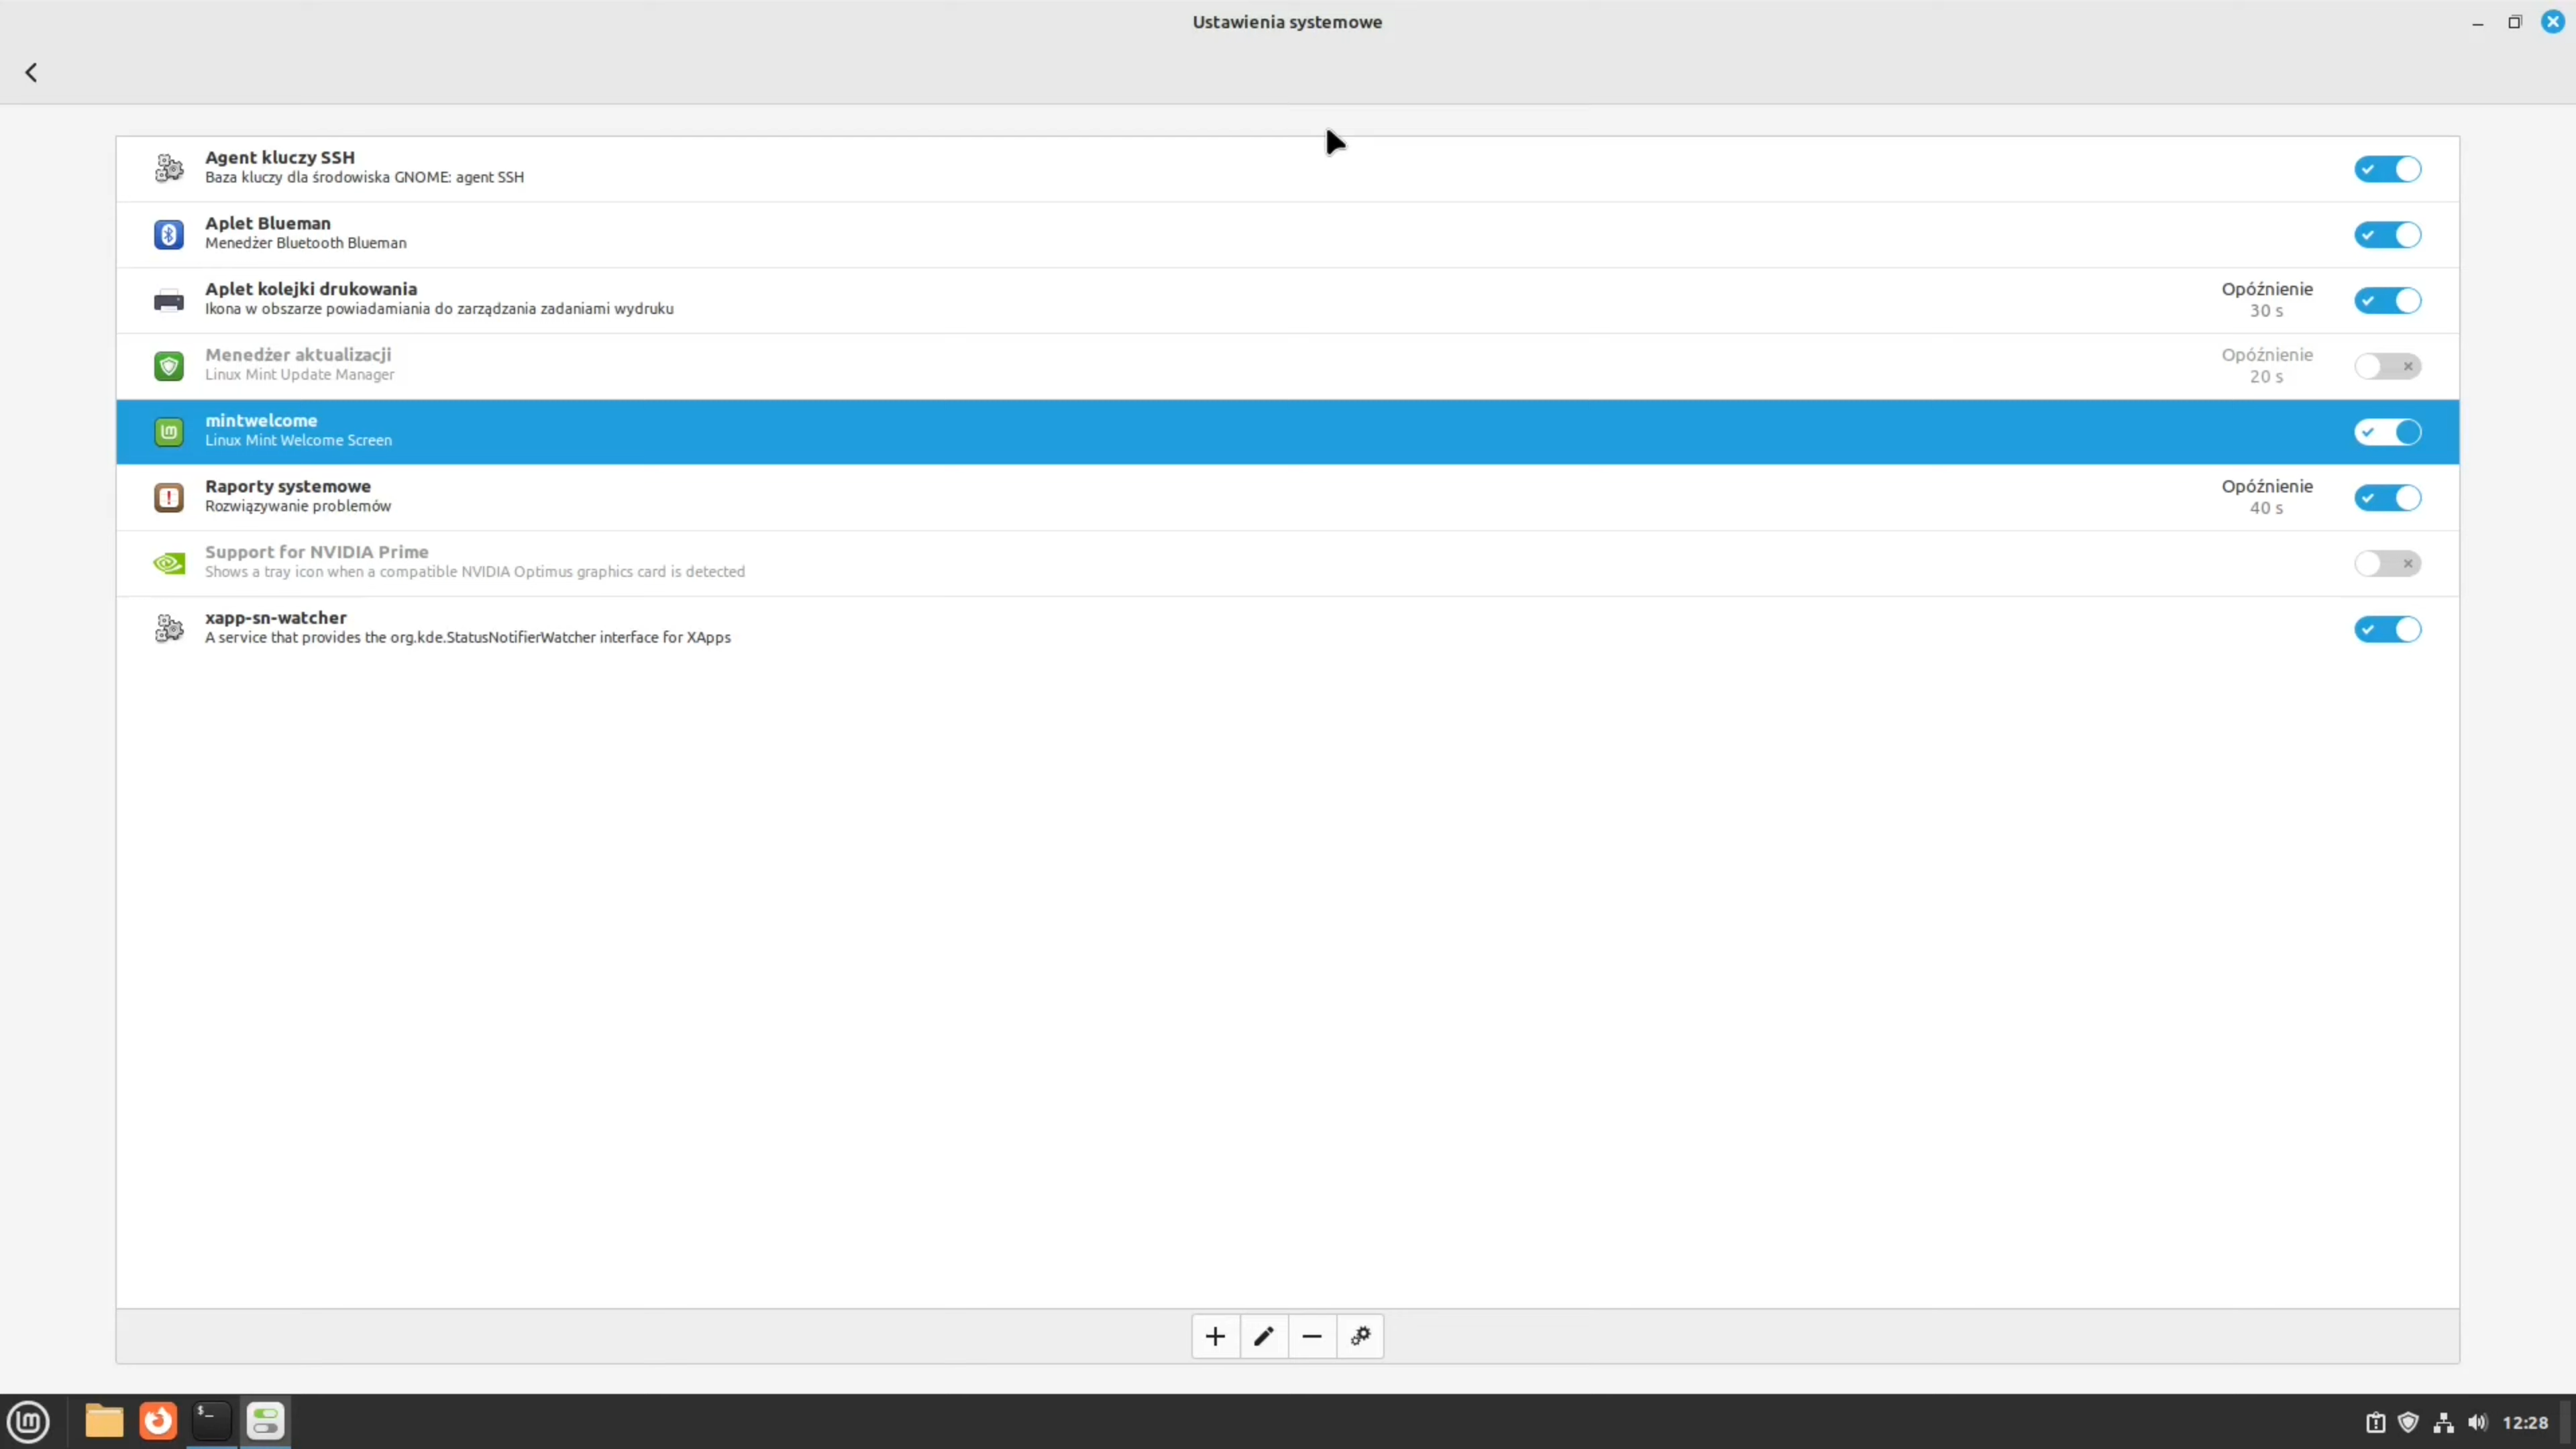 Ustawienia systemowe
Agent kluczy SSH
Baza kluczy dla środowiska GNOME: agent SSH
Aplet Blueman
Menedżer Bluetooth Blueman
Aplet kolejki drukowania
Ikona w obszarze powiadamiania do zarządzania zadaniami wydruku
Opóźnienie
30 s
Menedżer aktualizacji
Linux Mint Update Manager
Opóźnienie
20 s
mintwelcome
Linux Mint Welcome Screen
Raporty systemowe
Rozwiązywanie problemów
Opóźnienie
40 s
Support for NVIDIA Prime
Shows a tray icon when a compatible NVIDIA Optimus graphics card is detected
xapp-sn-watcher
A service that provides the org.kde.StatusNotifierWatcher interface for XApps
12:28